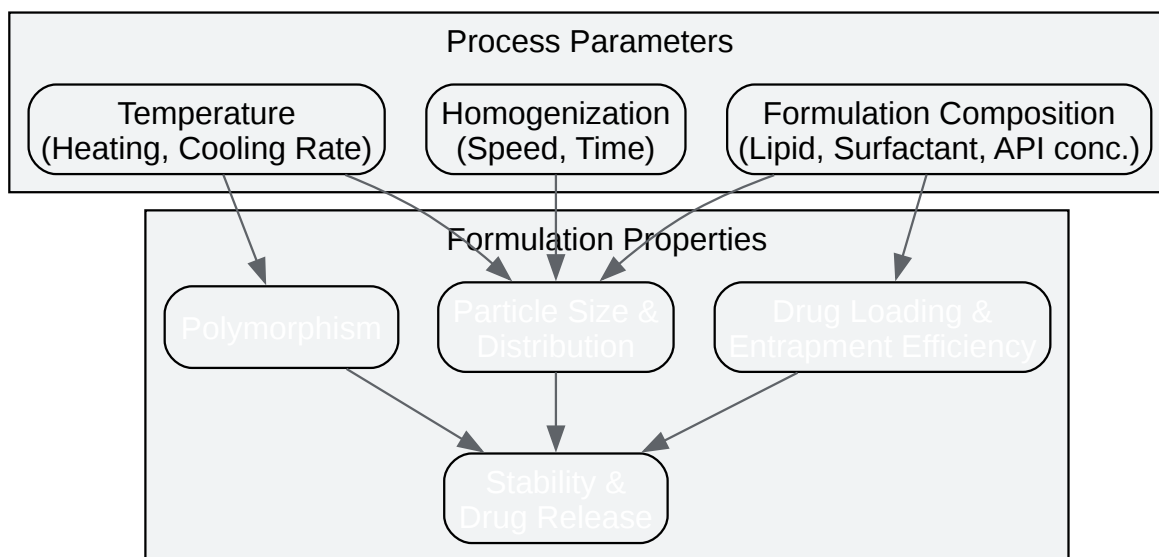 Process Parameters
Temperature
(Heating, Cooling Rate)
Homogenization
(Speed, Time)
Formulation Composition
(Lipid, Surfactant, API conc.)
Formulation Properties
Polymorphism
Particle Size &
Distribution
Drug Loading &
Entrapment Efficiency
Stability &
Drug Release